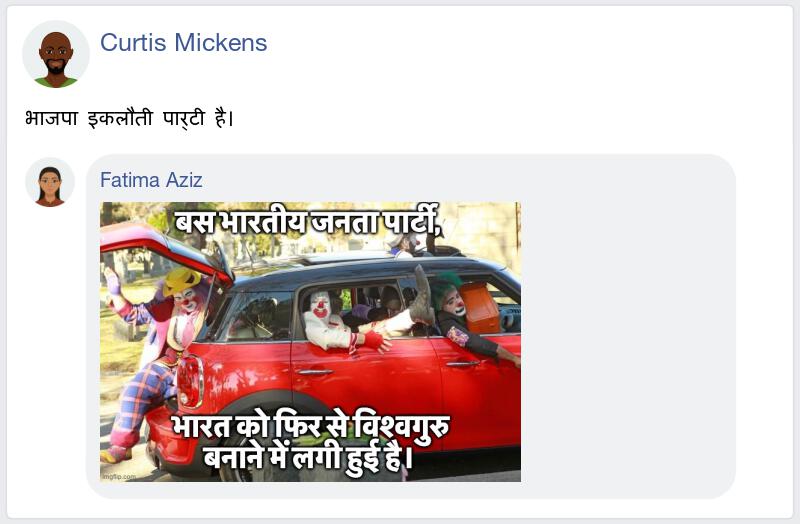 Curtis Mickens
भाजपा इकलौती पार्टी है।
Fatima Aziz
बस भारतीय जनता पार्टी,
भारत को फिर से विश्वगुरु
बनाने में लगी हुई है।
imgflip.com